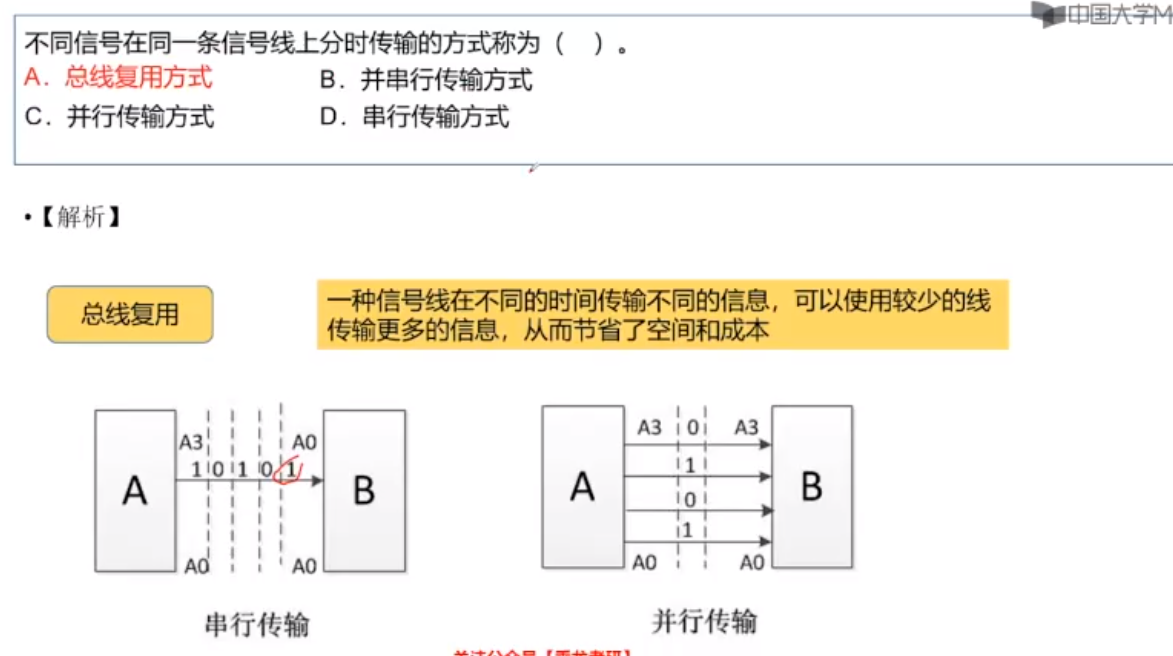 中国大学M
不同信号在同一条信号线上分时传输的方式称为（ ）。
A．总线复用方式 B．并串行传输方式
C．并行传输方式 D．串行传输方式
•【解析】
总线复用
一种信号线在不同的时间传输不同的信息，可以使用较少的线
传输更多的信息，从而节省了空间和成本
A3 A0
1 0 1 0 1
A B
A0 A0
串行传输
A3 0 A3
1
A B
0
1
A0 A0
并行传输